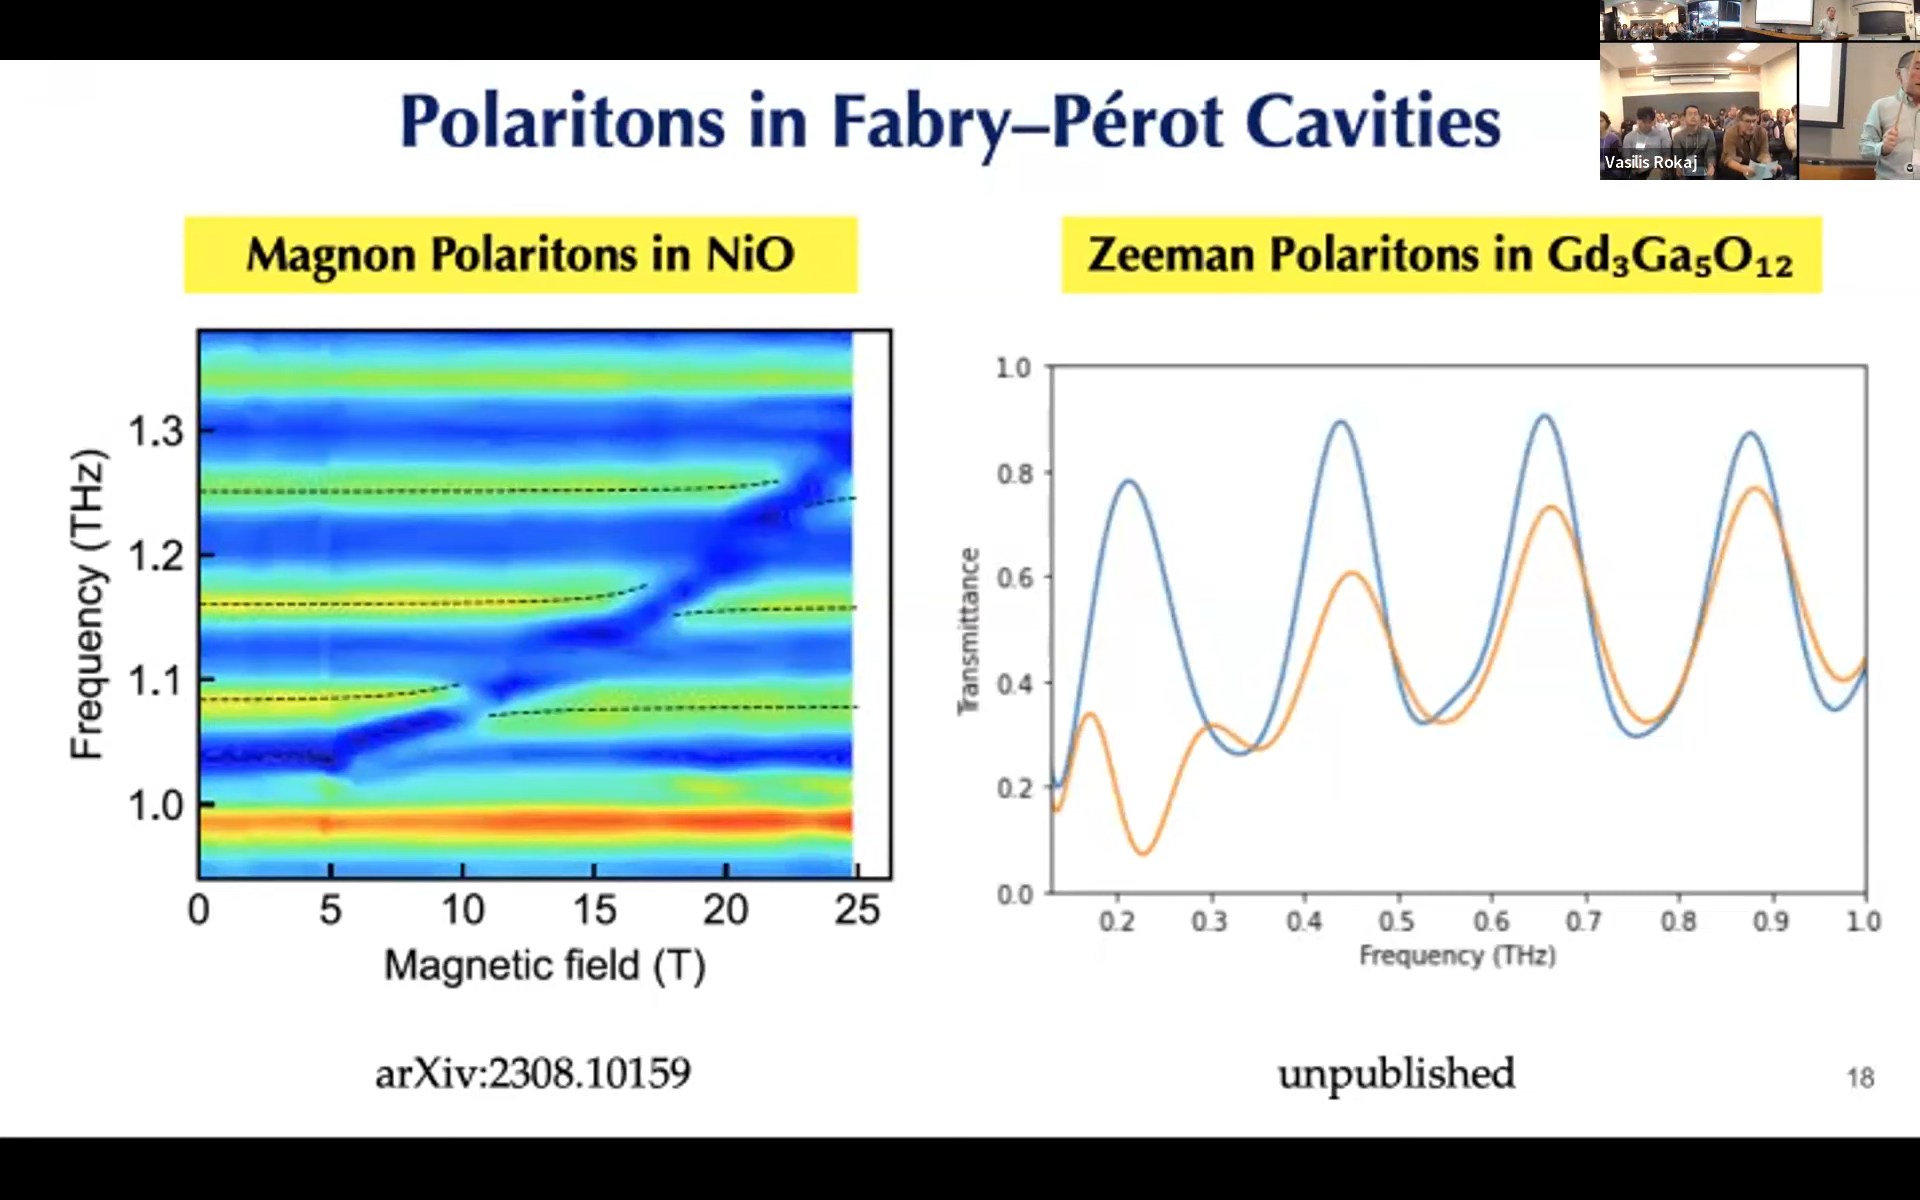 Polaritons in Fabry–Pérot Cavities
Vasilis Rokaj
Magnon Polaritons in NiO
Zeeman Polaritons in Gd₃Ga₅O₁₂
Frequency (THz)
1.3
1.2
1.1
1.0
0 5 10 15 20 25
Magnetic field (T)
Transmittance
1.0
0.8
0.6
0.4
0.2
0.0
0.2 0.3 0.4 0.5 0.6 0.7 0.8 0.9 1.0
Frequency (THz)
arXiv:2308.10159
unpublished
18